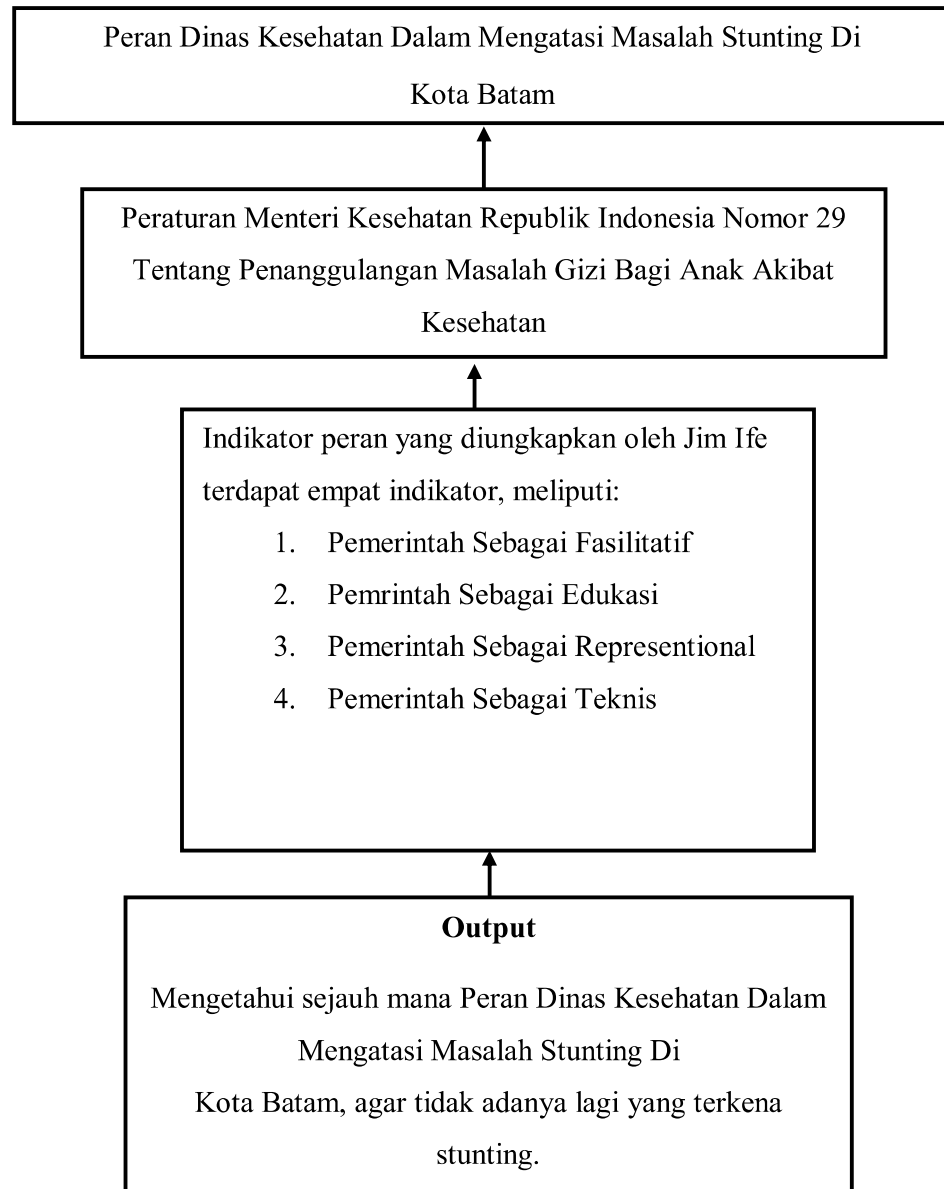 Peran Dinas Kesehatan Dalam Mengatasi Masalah Stunting Di
Kota Batam
Peraturan Menteri Kesehatan Republik Indonesia Nomor 29
Tentang Penanggulangan Masalah Gizi Bagi Anak Akibat
Kesehatan
Indikator peran yang diungkapkan oleh Jim Ife
terdapat empat indikator, meliputi:
1. Pemerintah Sebagai Fasilitatif
2. Pemrintah Sebagai Edukasi
3. Pemerintah Sebagai Representional
4. Pemerintah Sebagai Teknis
Output
Mengetahui sejauh mana Peran Dinas Kesehatan Dalam
Mengatasi Masalah Stunting Di
Kota Batam, agar tidak adanya lagi yang terkena
stunting.